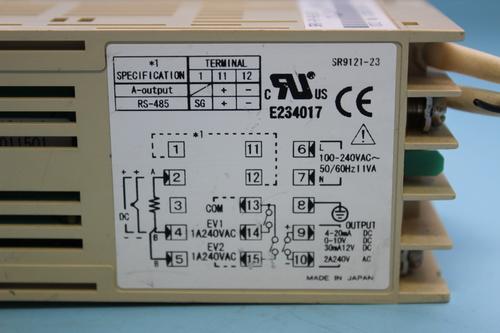 *1 TERMINAL
SPECIFICATION 1 11 12
A-output + -
RS-485 SG + -
SR9121-23
C RU US
E234017
CE
*1
1 11 6 L
100-240VAC~
50/60Hz 11VA
2 12 7 N
A
3 COM 13 8
DC
4 EV1 14 9 OUTPUT
1A240VAC
B
4-20mA DC
0-10V DC
30mA12V DC
5 EV2 15 10 2A240V AC
1A240VAC
B
MADE IN JAPAN